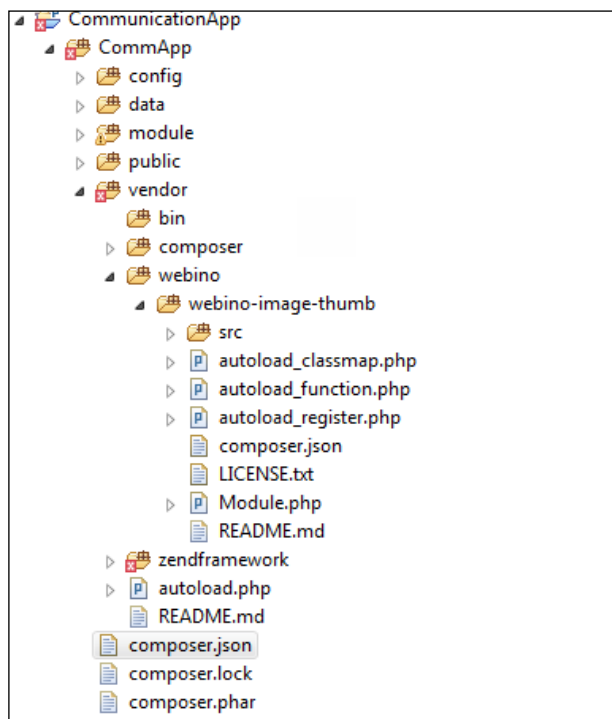 CommunicationApp
CommApp
config
data
module
public
vendor
bin
composer
webino
webino-image-thumb
src
autoload_classmap.php
autoload_function.php
autoload_register.php
composer.json
LICENSE.txt
Module.php
README.md
zendframework
autoload.php
README.md
composer.json
composer.lock
composer.phar